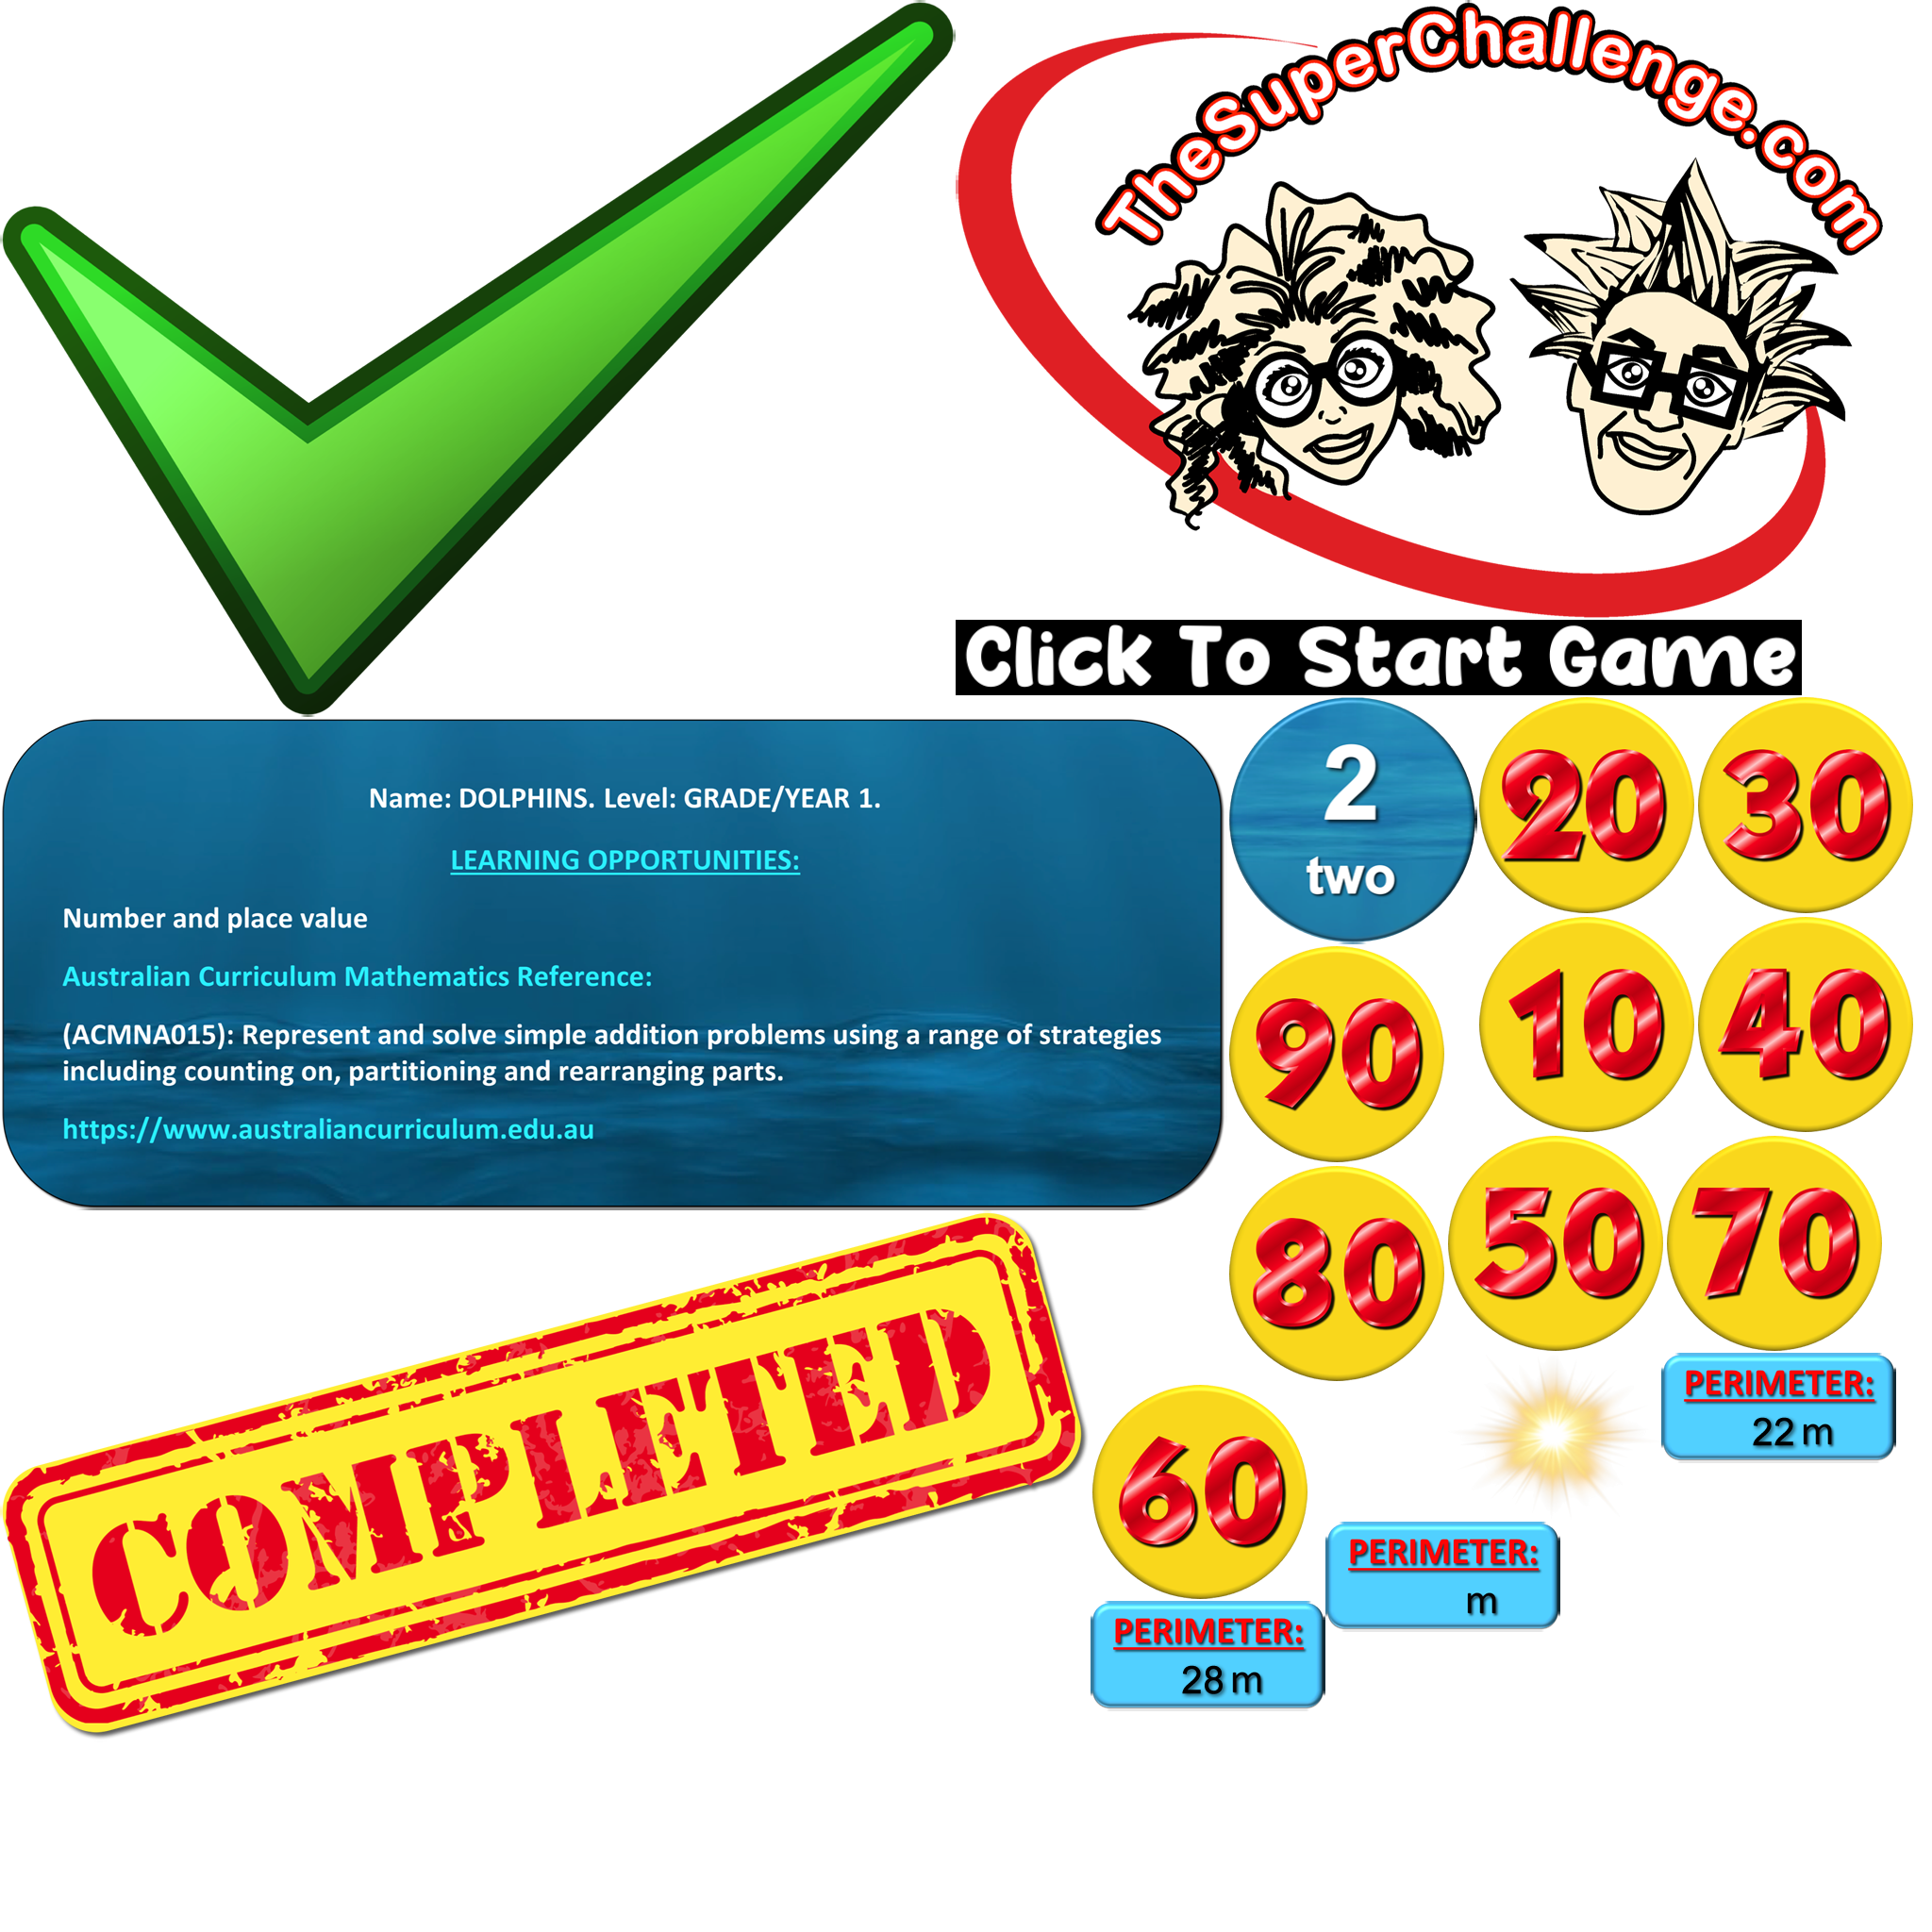 TheSuperChallenge.com
Click To Start Game
Name: DOLPHINS. Level: GRADE/YEAR 1.
LEARNING OPPORTUNITIES:
Number and place value
Australian Curriculum Mathematics Reference:
(ACMNA015): Represent and solve simple addition problems using a range of strategies
including counting on, partitioning and rearranging parts.
https://www.australiancurriculum.edu.au
2
two
20
30
90
10
40
80
50
70
COMPLETED
60
PERIMETER:
22 m
PERIMETER:
m
PERIMETER:
28 m